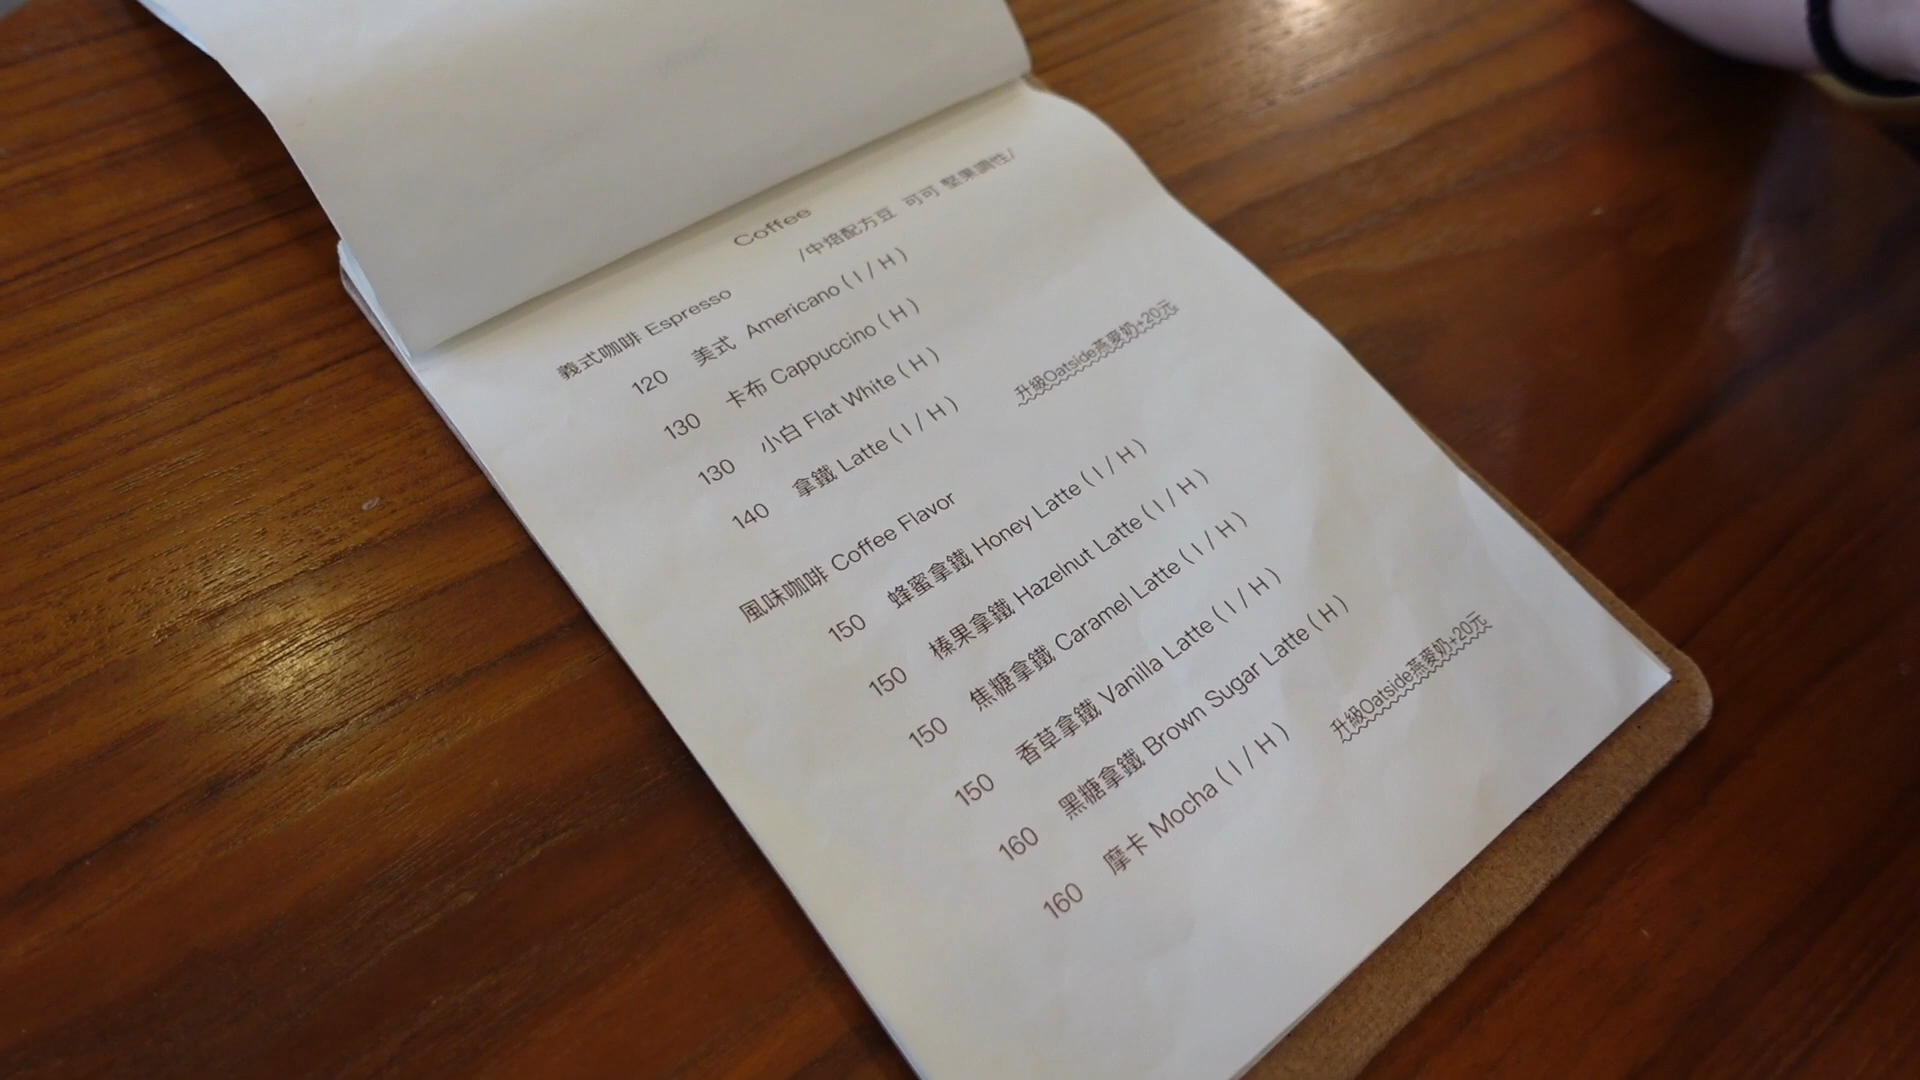 Coffee
/中焙配方豆 可可 堅果調性/
義式咖啡 Espresso
120 美式 Americano ( I / H )
130 卡布 Cappuccino ( H )
130 小白 Flat White ( H )
140 拿鐵 Latte ( I / H )
升級Oatside燕麥奶+20元
風味咖啡 Coffee Flavor
150 蜂蜜拿鐵 Honey Latte ( I / H )
150 榛果拿鐵 Hazelnut Latte ( I / H )
150 焦糖拿鐵 Caramel Latte ( I / H )
150 香草拿鐵 Vanilla Latte ( I / H )
160 黑糖拿鐵 Brown Sugar Latte ( H )
160 摩卡 Mocha ( I / H )
升級Oatside燕麥奶+20元